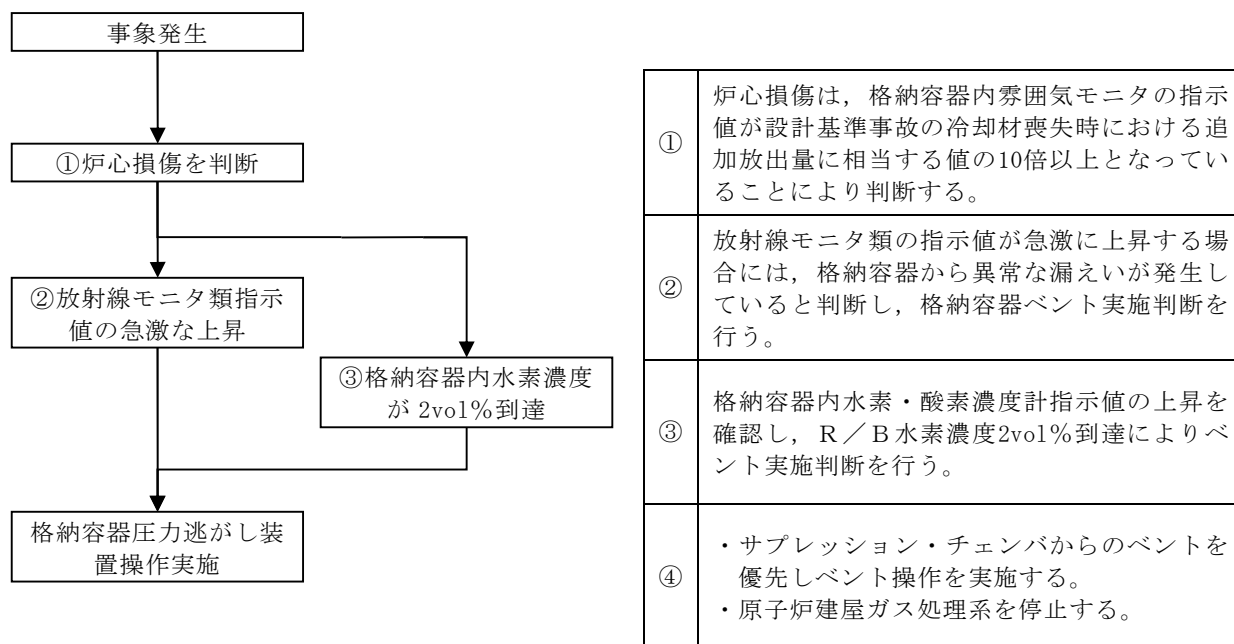 事象発生
①炉心損傷を判断
②放射線モニタ類指示
値の急激な上昇
③格納容器内水素濃度
が 2vol％到達
格納容器圧力逃がし装
置操作実施
①
炉心損傷は，格納容器内雰囲気モニタの指示
値が設計基準事故の冷却材喪失時における追
加放出量に相当する値の10倍以上となってい
ることにより判断する。
②
放射線モニタ類の指示値が急激に上昇する場
合には，格納容器から異常な漏えいが発生し
ていると判断し，格納容器ベント実施判断を
行う。
③
格納容器内水素・酸素濃度計指示値の上昇を
確認し，Ｒ／Ｂ水素濃度2vol％到達によりベ
ント実施判断を行う。
④
・サプレッション・チェンバからのベントを
優先しベント操作を実施する。
・原子炉建屋ガス処理系を停止する。